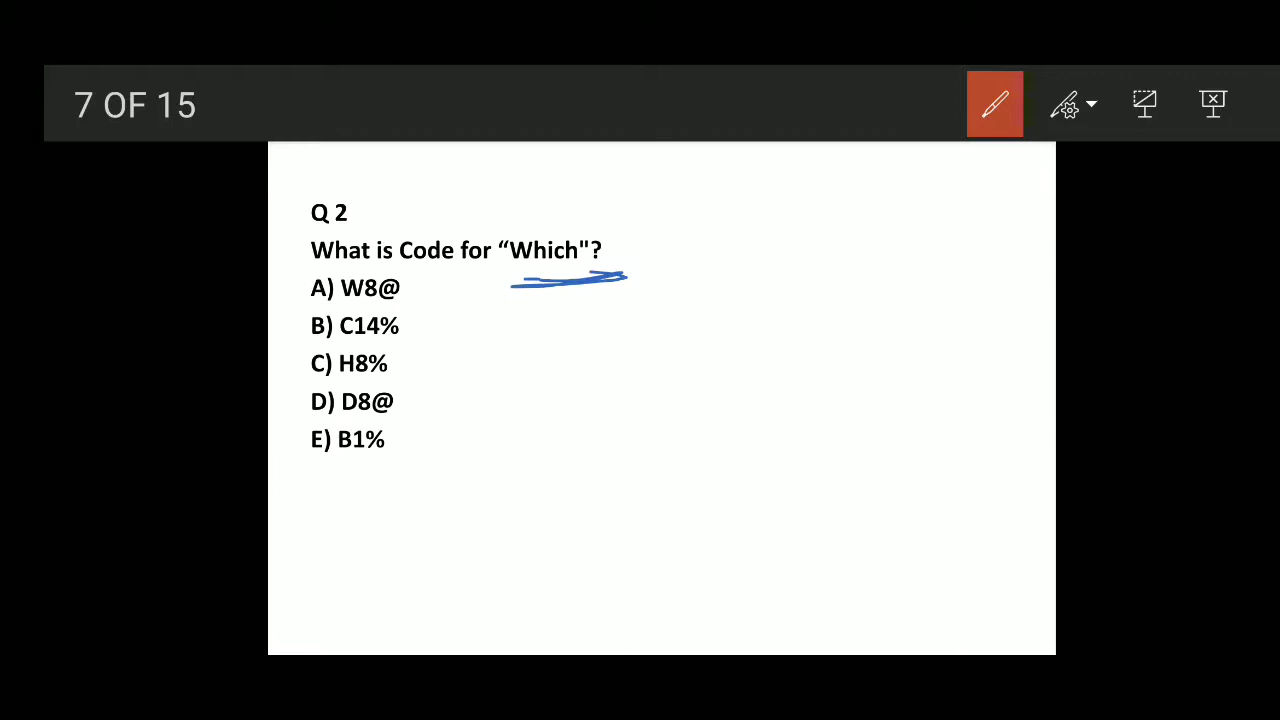 7 OF 15
Q 2
What is Code for “Which"?
A) W8@
B) C14%
C) H8%
D) D8@
E) B1%